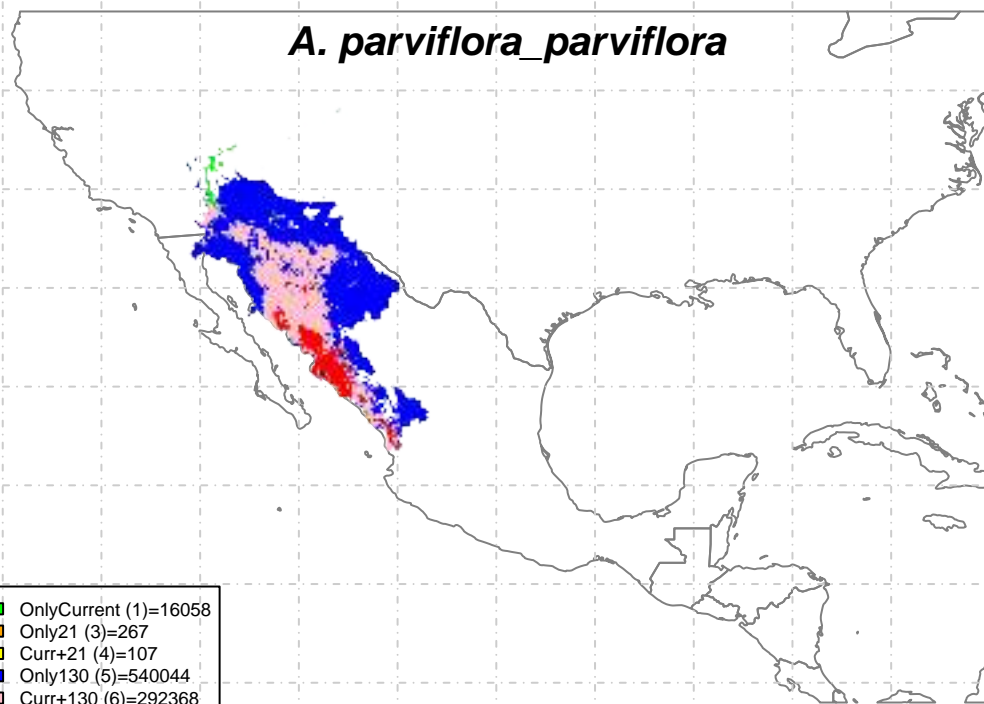 A. parviflora_parviflora
OnlyCurrent (1)=16058
Only21 (3)=267
Curr+21 (4)=107
Only130 (5)=540044
Curr+130 (6)=292368